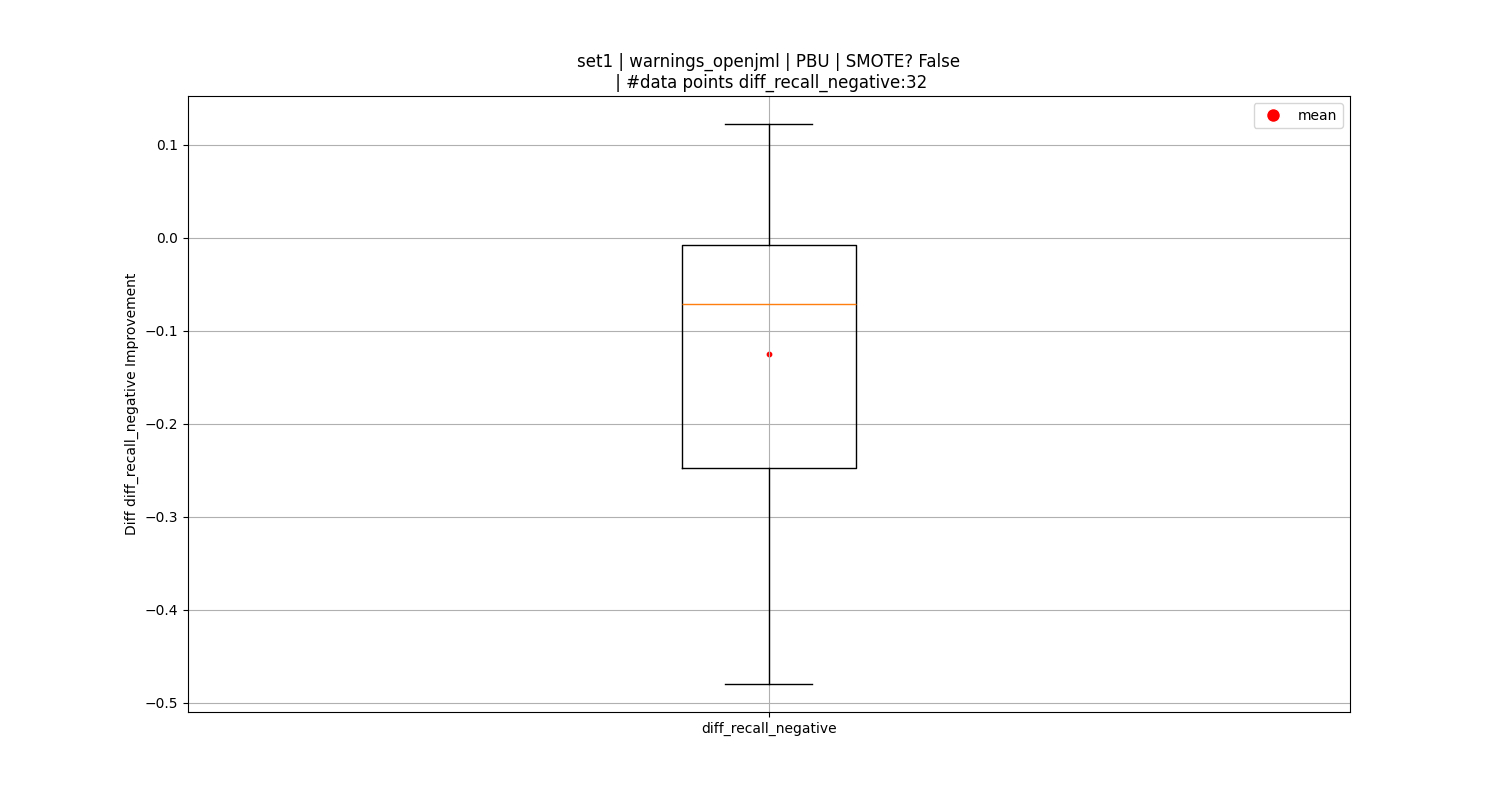 set1 | warnings_openjml | PBU | SMOTE? False
| #data points diff_recall_negative:32
mean
0.1
0.0
−0.1
−0.2
−0.3
−0.4
−0.5
Diff diff_recall_negative Improvement
diff_recall_negative